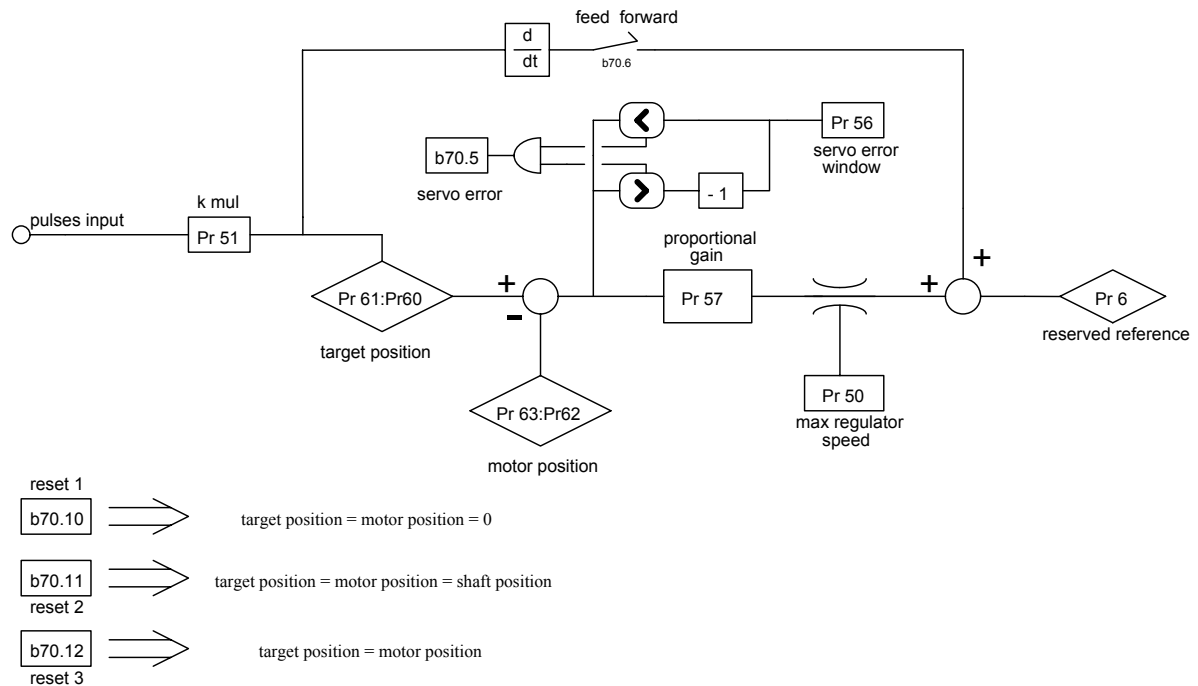 feed forward
d
dt
b70.6
<
Pr 56
servo error
window
b70.5
servo error
>
- 1
k mul
pulses input
Pr 51
proportional
gain
+
Pr 61:Pr60
+
-
Pr 57
+
Pr 6
target position
reserved reference
Pr 50
Pr 63:Pr62
max regulator
speed
motor position
reset 1
b70.10
target position = motor position = 0
b70.11
target position = motor position = shaft position
reset 2
b70.12
target position = motor position
reset 3